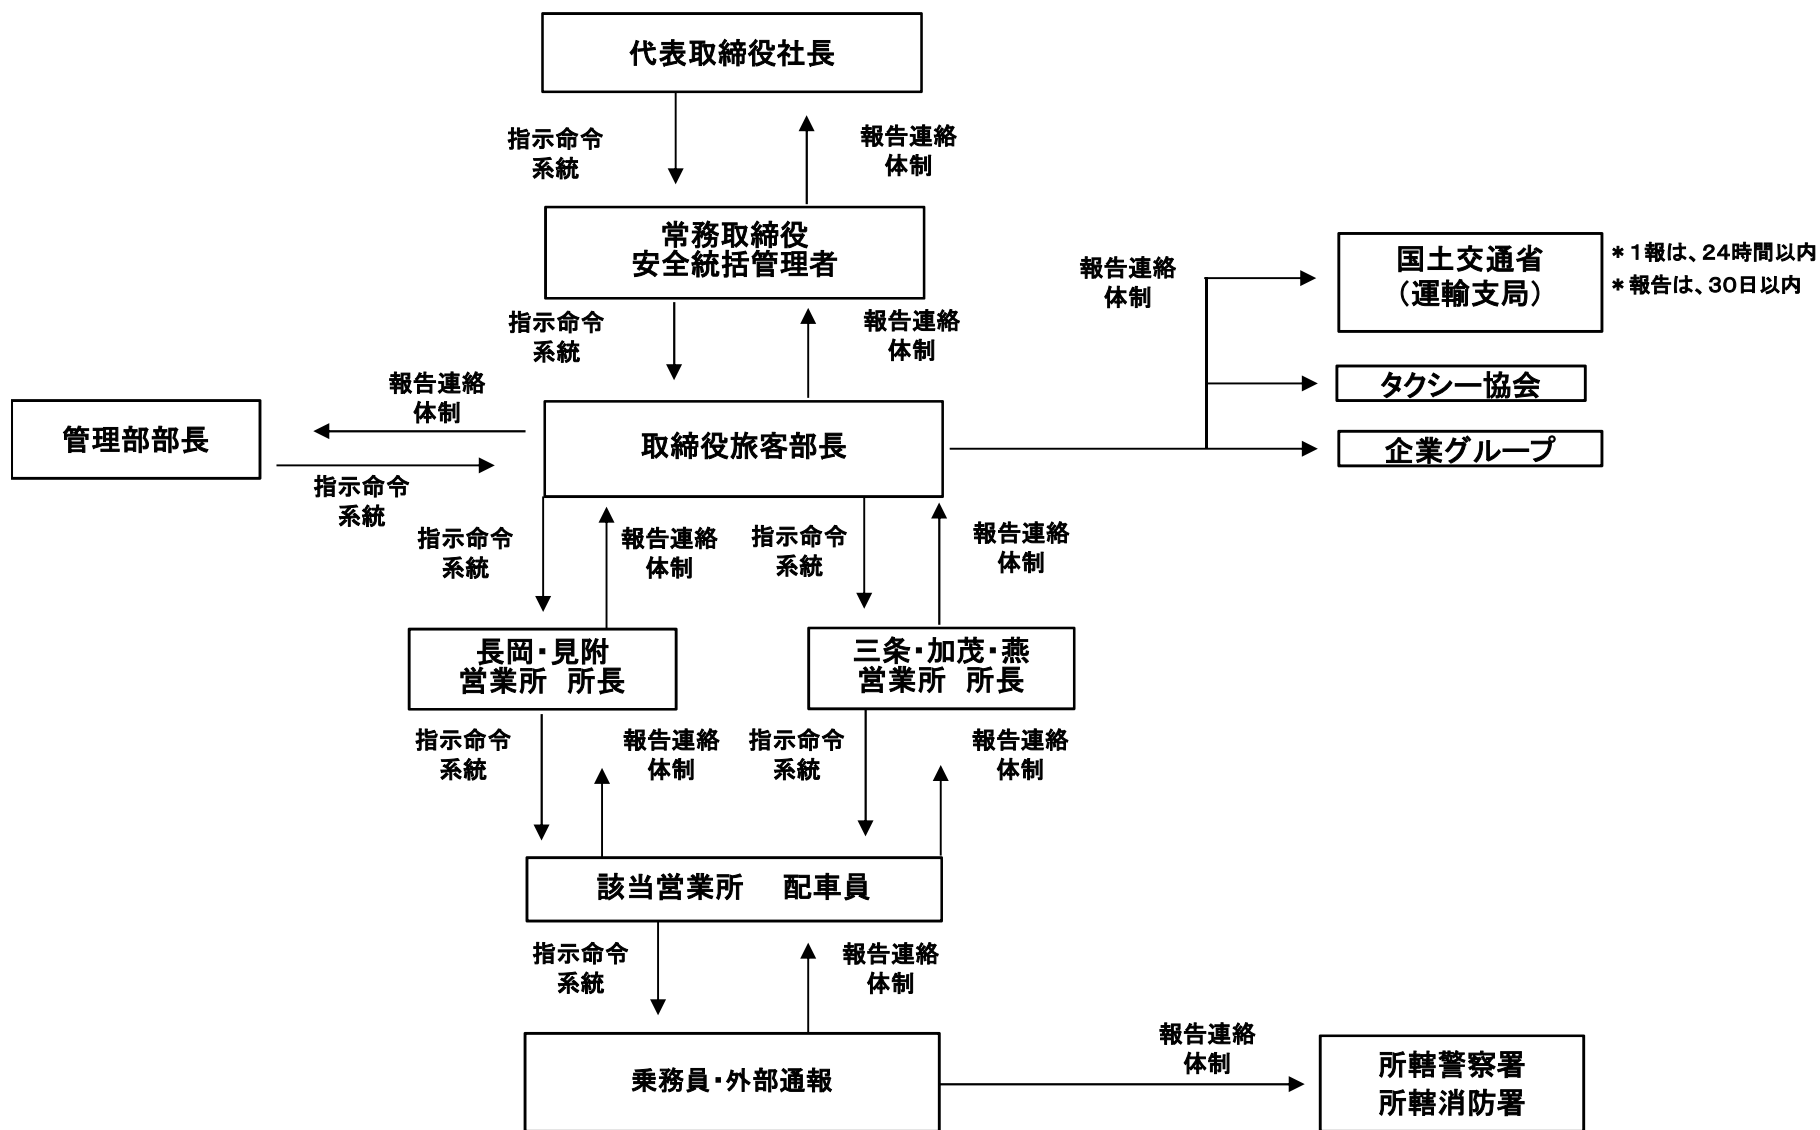 代表取締役社長
指示命令
系統
報告連絡
体制
常務取締役
安全統括管理者
指示命令
系統
報告連絡
体制
報告連絡
体制
国土交通省
（運輸支局）
＊１報は、24時間以内
＊報告は、30日以内
タクシー協会
企業グループ
管理部部長
報告連絡
体制
指示命令
系統
取締役旅客部長
指示命令
系統
報告連絡
体制
指示命令
系統
報告連絡
体制
長岡・見附
営業所　所長
三条・加茂・燕
営業所　所長
指示命令
系統
報告連絡
体制
指示命令
系統
報告連絡
体制
該当営業所　配車員
指示命令
系統
報告連絡
体制
乗務員・外部通報
報告連絡
体制
所轄警察署
所轄消防署